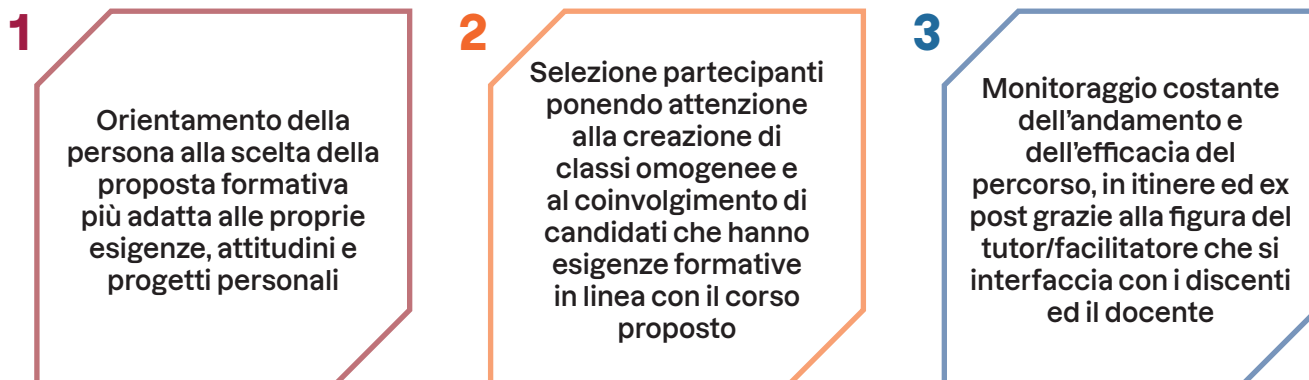 1
Orientamento della
persona alla scelta della
proposta formativa
più adatta alle proprie
esigenze, attitudini e
progetti personali
2
Selezione partecipanti
ponendo attenzione
alla creazione di
classi omogenee e
al coinvolgimento di
candidati che hanno
esigenze formative
in linea con il corso
proposto
3
Monitoraggio costante
dell'andamento e
dell'efficacia del
percorso, in itinere ed ex
post grazie alla figura del
tutor/facilitatore che si
interfaccia con i discenti
ed il docente